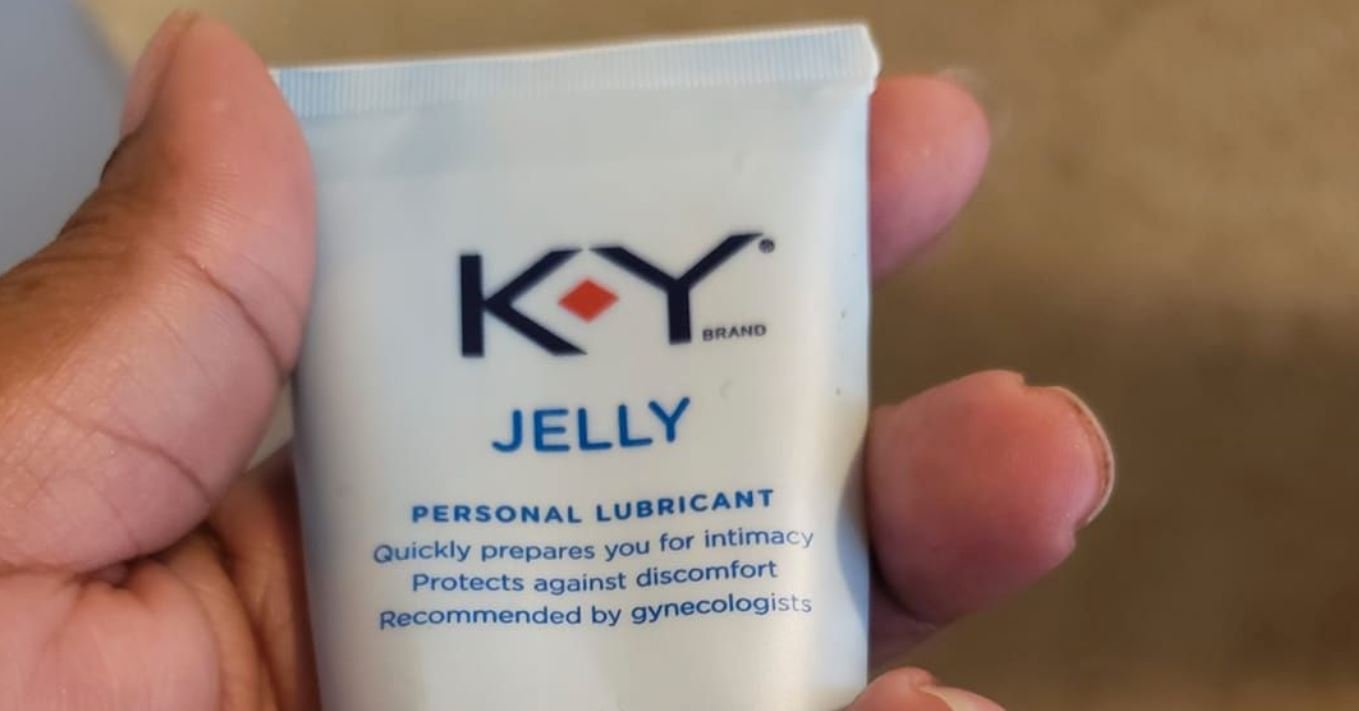 K-Y®
BRAND
JELLY
PERSONAL LUBRICANT
Quickly prepares you for intimacy
Protects against discomfort
Recommended by gynecologists